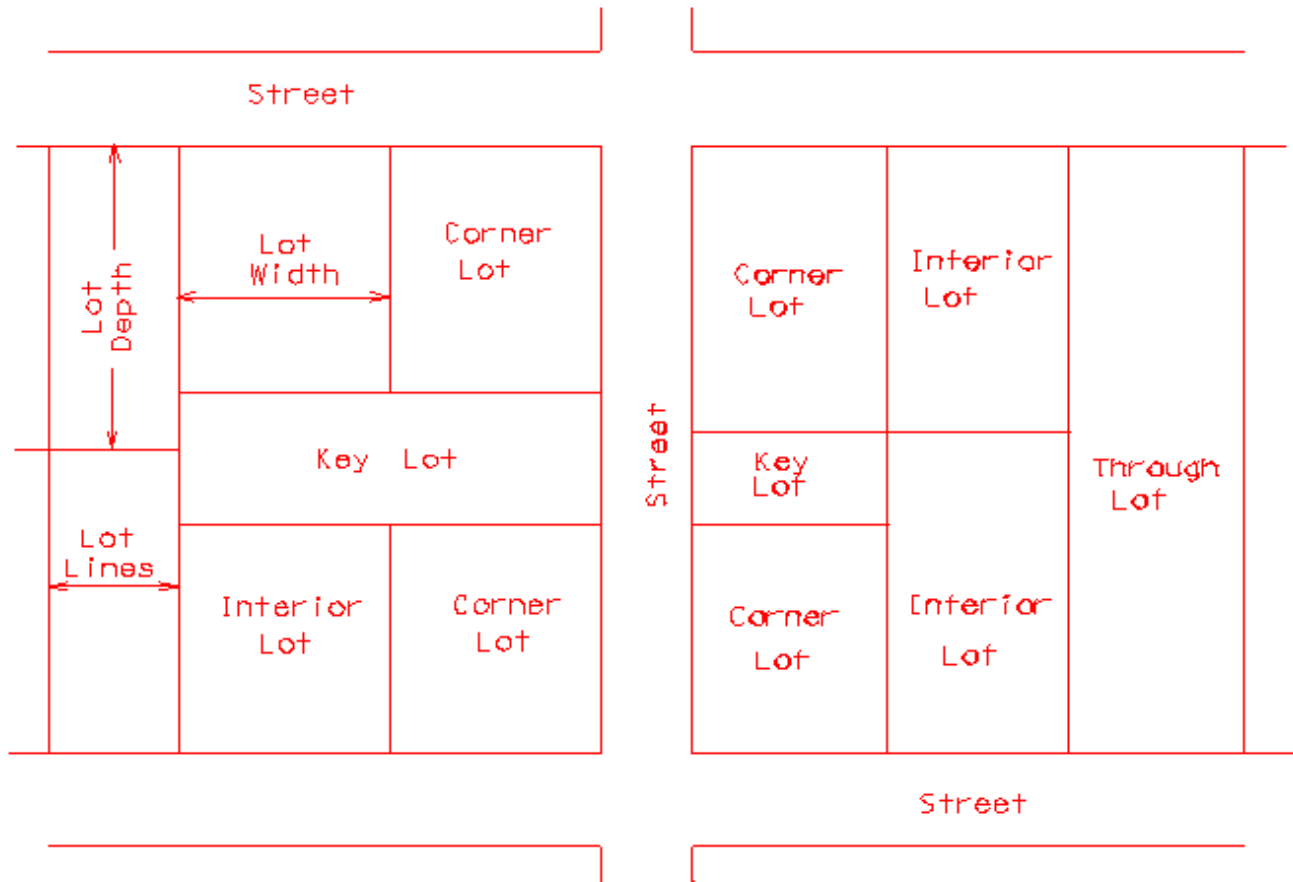 Street
Lot
Depth
Lot
Width
Corner
Lot
Key Lot
Lot
Lines
Interior
Lot
Corner
Lot
Street
Corner
Lot
Interior
Lot
Key
Lot
Through
Lot
Corner
Lot
Interior
Lot
Street